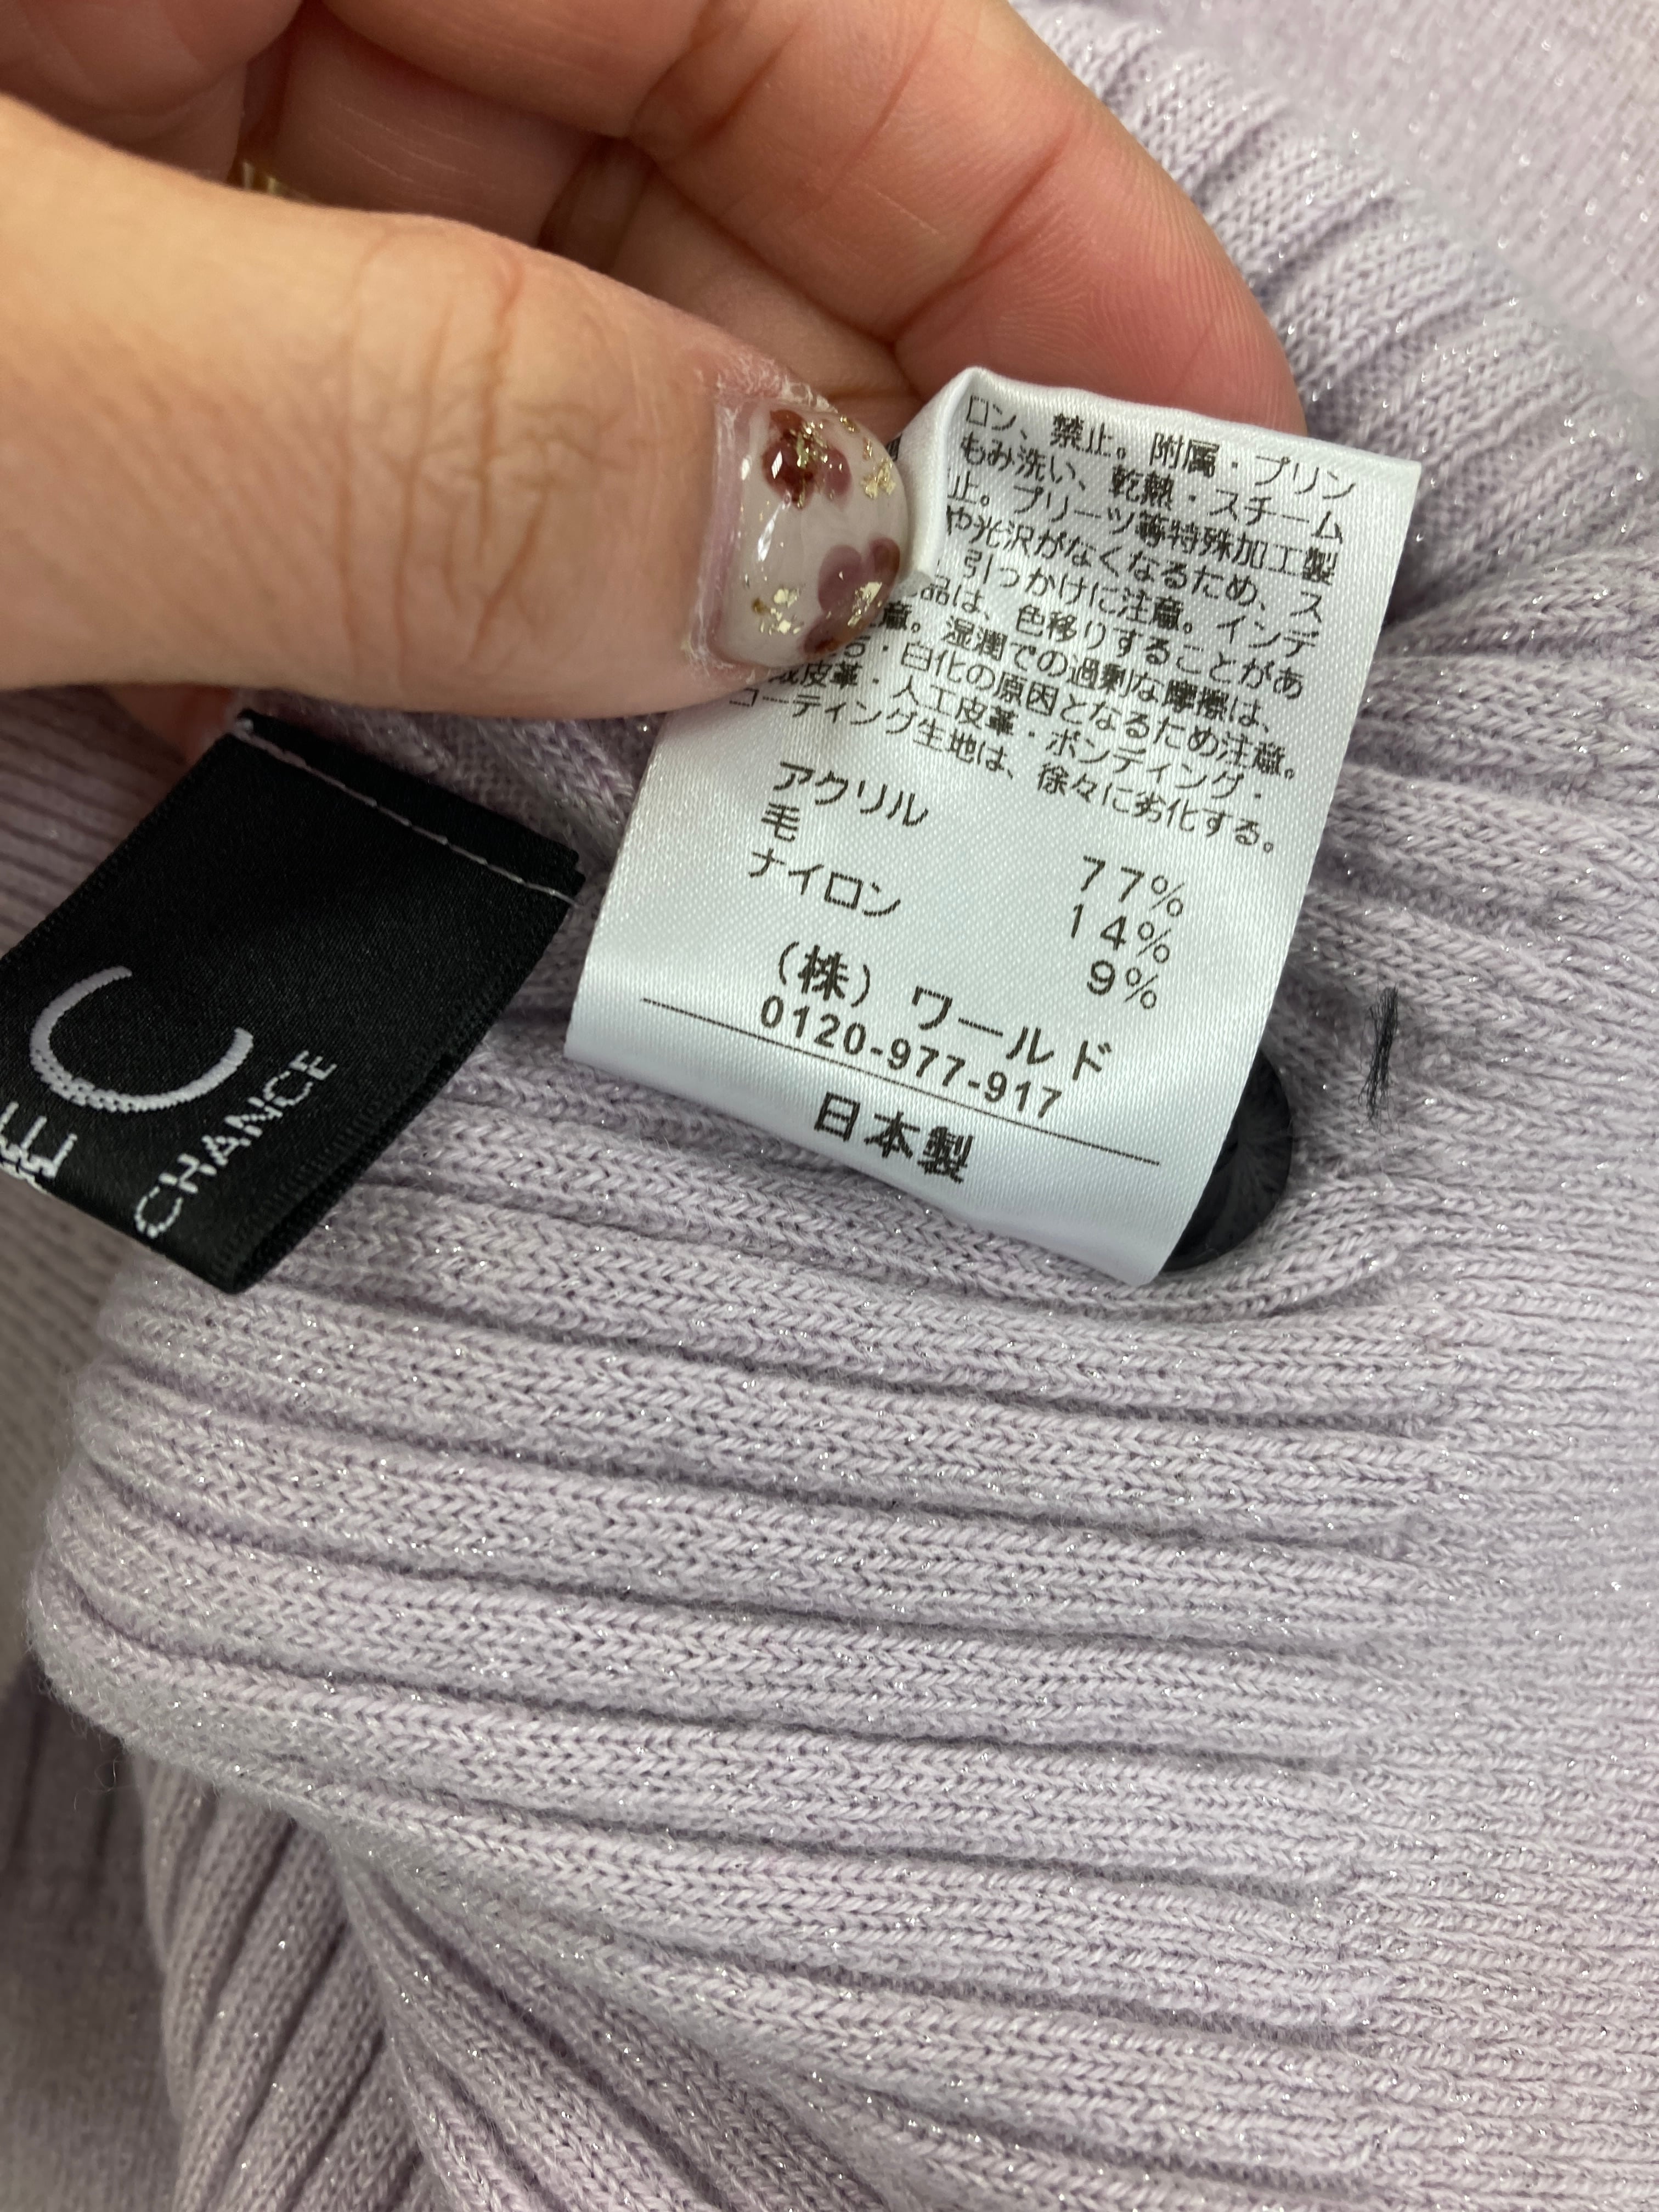 ロン、禁止。附属・プリン
もみ洗い、乾熱・スチーム
止。プリーツ等特殊加工製
や光沢がなくなるため、ス
引っかけに注意。インデ
品は、色移りすることがあ
意。湿潤での過剰な摩擦は、
・白化の原因となるため注意。
成皮革・人工皮革・ボンディング・
コーティング生地は、徐々に劣化する。
アクリル 77%
毛 14%
ナイロン 9%
(株)ワールド
0120-977-917
日本製
C
CHANCE